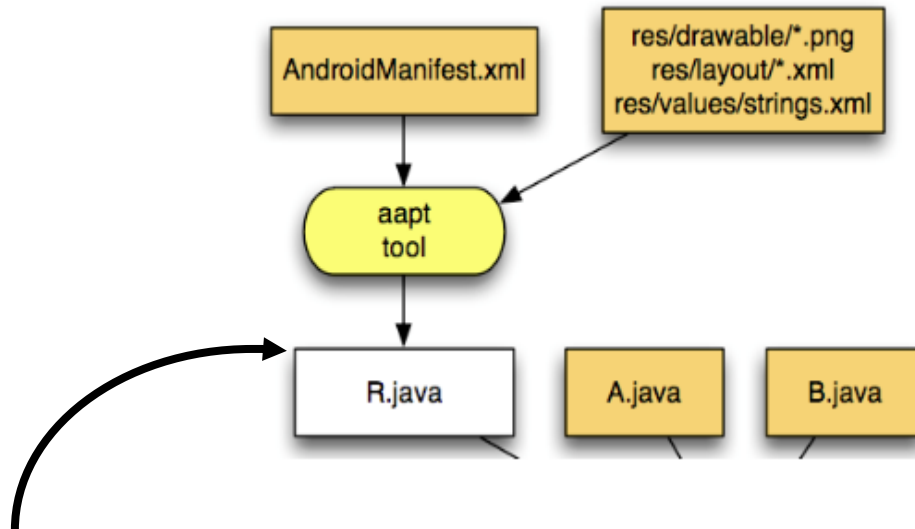 AndroidManifest.xml
res/drawable/*.png
res/layout/*.xml
res/values/strings.xml
aapt
tool
R.java
A.java
B.java